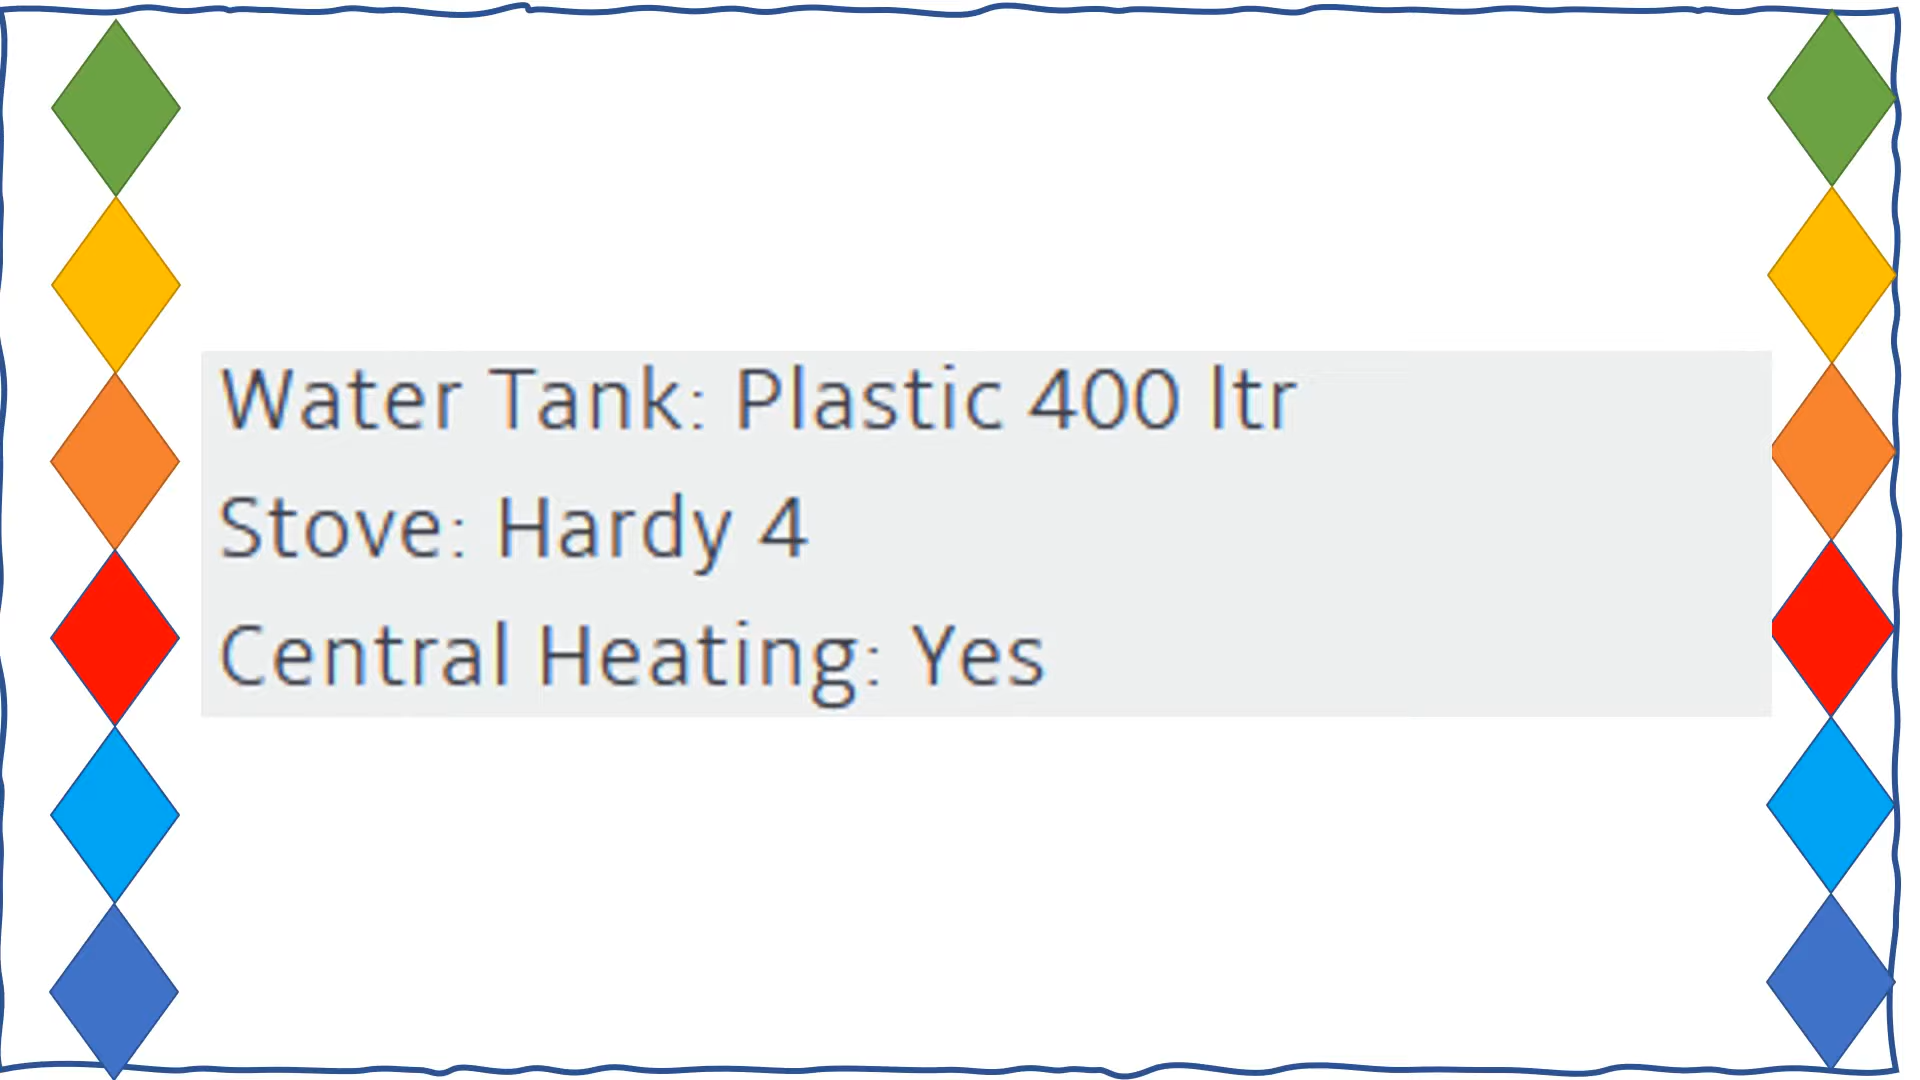 Water Tank: Plastic 400 ltr
Stove: Hardy 4
Central Heating: Yes